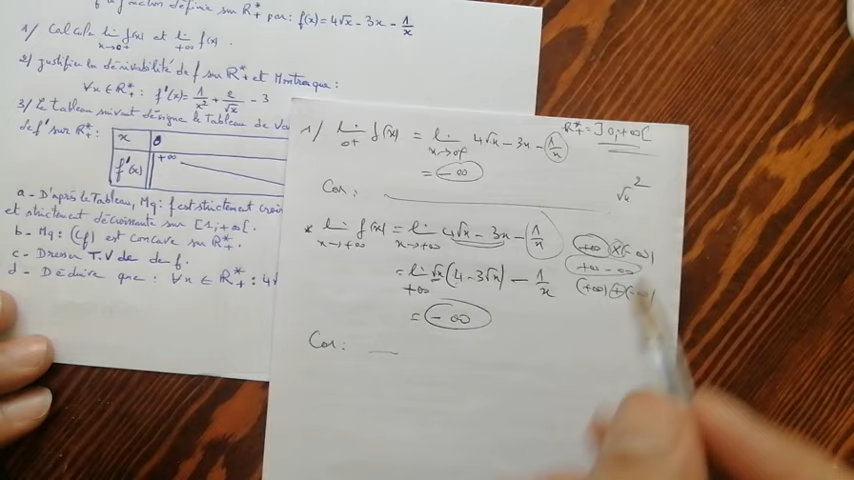 fonction définie sur R*+ par: f(x) = 4√x - 3x - 1/x
1/ Calculer lim x→0+ f(x) et lim +∞ f(x).
2/ Justifier la dérivabilité de f sur R*+ et Montrer que:
∀x ∈ R*+ : f'(x) = 1/x² + 2/√x - 3
3/ Le tableau suivant désigne le Tableau de Va
de f' sur R*+ :
x 0
f'(x) +∞
a - D'après le Tableau, Mq: f est strictement crois
et strictement décroissante sur [1, +∞[.
b - Mq: (Cf) est concave sur R*+.
c - Dresser T.V de f.
d - Déduire que: ∀x ∈ R*+ : 4√
1/ lim 0+ f(x) = lim x→0+ 4√x - 3x - 1/x
R*+ = ]0, +∞[
= -∞
√x²
* lim x→+∞ f(x) = lim x→+∞ 4√x - 3x - 1/x
+∞ × (-∞)
= lim +∞ √x (4 - 3√x) - 1/x
+∞ - ∞
(+∞) + (-∞)
= -∞